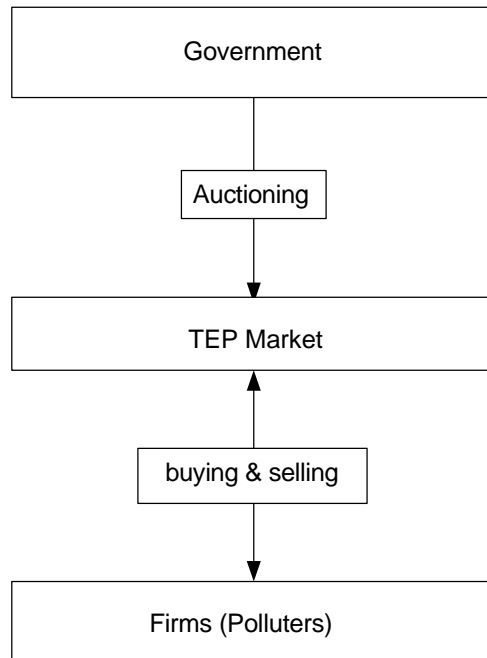 Government
Auctioning
TEP Market
buying & selling
Firms (Polluters)